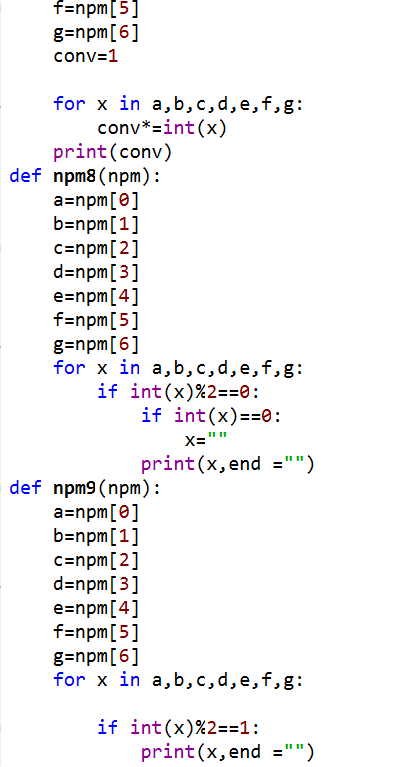 f=npm[5]
    g=npm[6]
    conv=1

    for x in a,b,c,d,e,f,g:
        conv*=int(x)
    print(conv)
def npm8(npm):
    a=npm[0]
    b=npm[1]
    c=npm[2]
    d=npm[3]
    e=npm[4]
    f=npm[5]
    g=npm[6]
    for x in a,b,c,d,e,f,g:
        if int(x)%2==0:
            if int(x)==0:
                x=""
            print(x,end ="")
def npm9(npm):
    a=npm[0]
    b=npm[1]
    c=npm[2]
    d=npm[3]
    e=npm[4]
    f=npm[5]
    g=npm[6]
    for x in a,b,c,d,e,f,g:

        if int(x)%2==1:
            print(x,end ="")